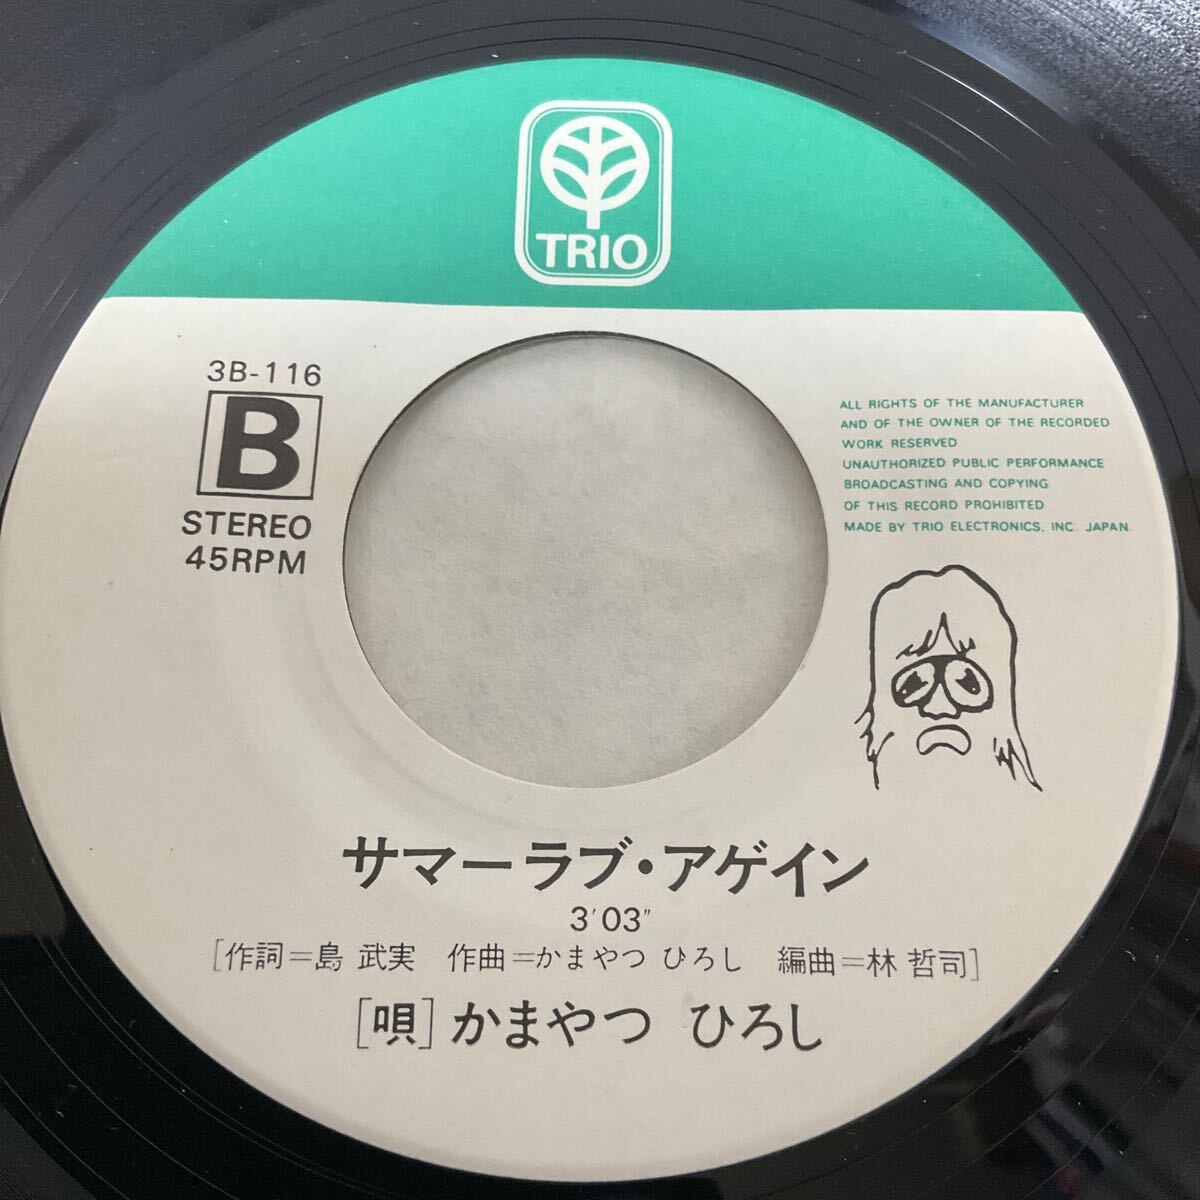 TRIO
3B-116
B
STEREO
45RPM
ALL RIGHTS OF THE MANUFACTURER
AND OF THE OWNER OF THE RECORDED
WORK RESERVED
UNAUTHORIZED PUBLIC PERFORMANCE
BROADCASTING AND COPYING
OF THIS RECORD PROHIBITED
MADE BY TRIO ELECTRONICS, INC. JAPAN
サマーラブ・アゲイン
3'03"
[作詞=島 武実 作曲=かまやつ ひろし 編曲=林 哲司]
[唄]かまやつ ひろし